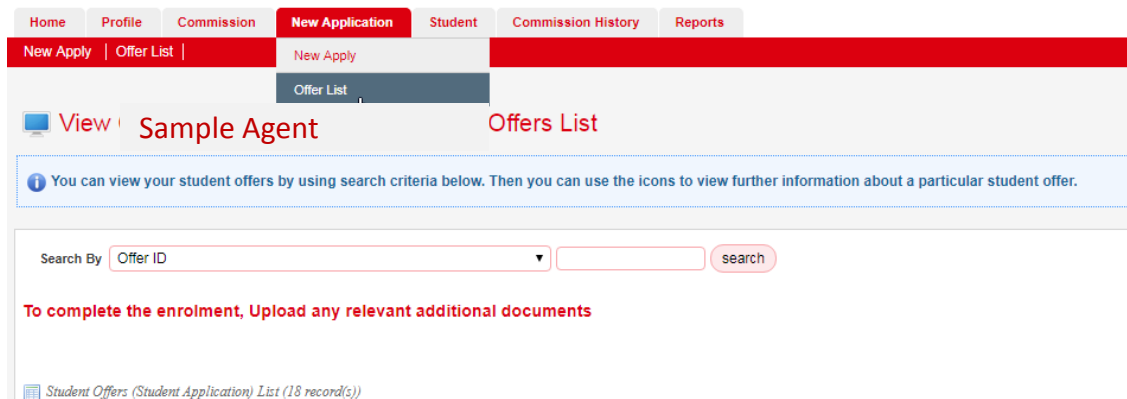 Home Profile Commission New Application Student Commission History Reports
New Apply | Offer List |
New Apply
Offer List
View Sample Agent Offers List
You can view your student offers by using search criteria below. Then you can use the icons to view further information about a particular student offer.
Search By Offer ID search
To complete the enrolment, Upload any relevant additional documents
Student Offers (Student Application) List (18 record(s))